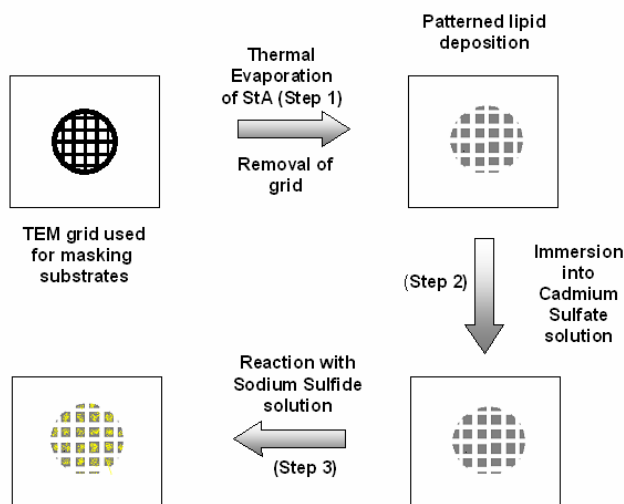 Thermal
Evaporation
of StA (Step 1)
Removal of
grid
Patterned lipid
deposition
TEM grid used
for masking
substrates
(Step 2)
Immersion
into
Cadmium
Sulfate
solution
Reaction with
Sodium Sulfide
solution
(Step 3)